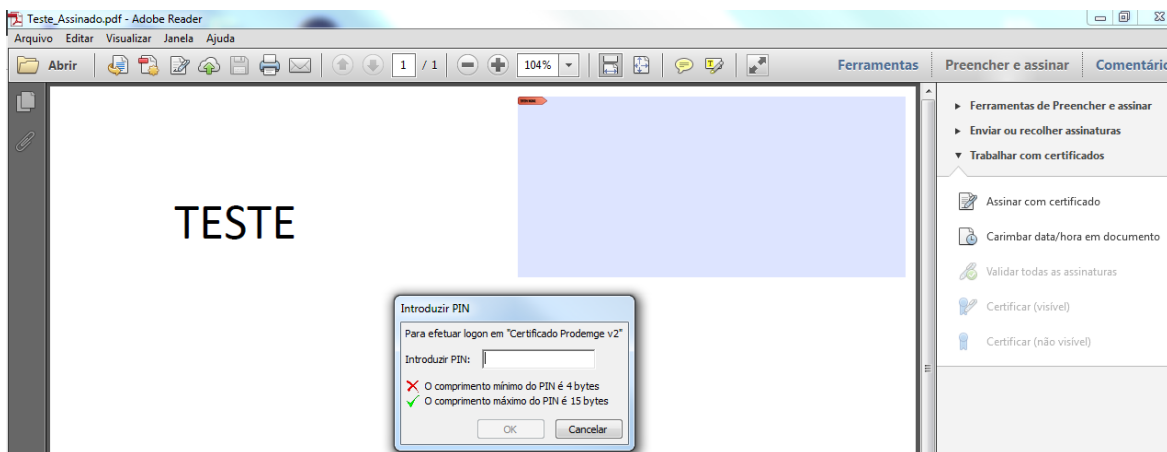 Teste_Assinado.pdf - Adobe Reader
Arquivo Editar Visualizar Janela Ajuda
Abrir 1 / 1 104% Ferramentas Preencher e assinar Comentáric
Ferramentas de Preencher e assinar
Enviar ou recolher assinaturas
Trabalhar com certificados
Assinar com certificado
Carimbar data/hora em documento
Validar todas as assinaturas
Certificar (visível)
Certificar (não visível)
TESTE
Introduzir PIN
Para efetuar logon em "Certificado Prodemge v2"
Introduzir PIN:
O comprimento mínimo do PIN é 4 bytes
O comprimento máximo do PIN é 15 bytes
OK Cancelar